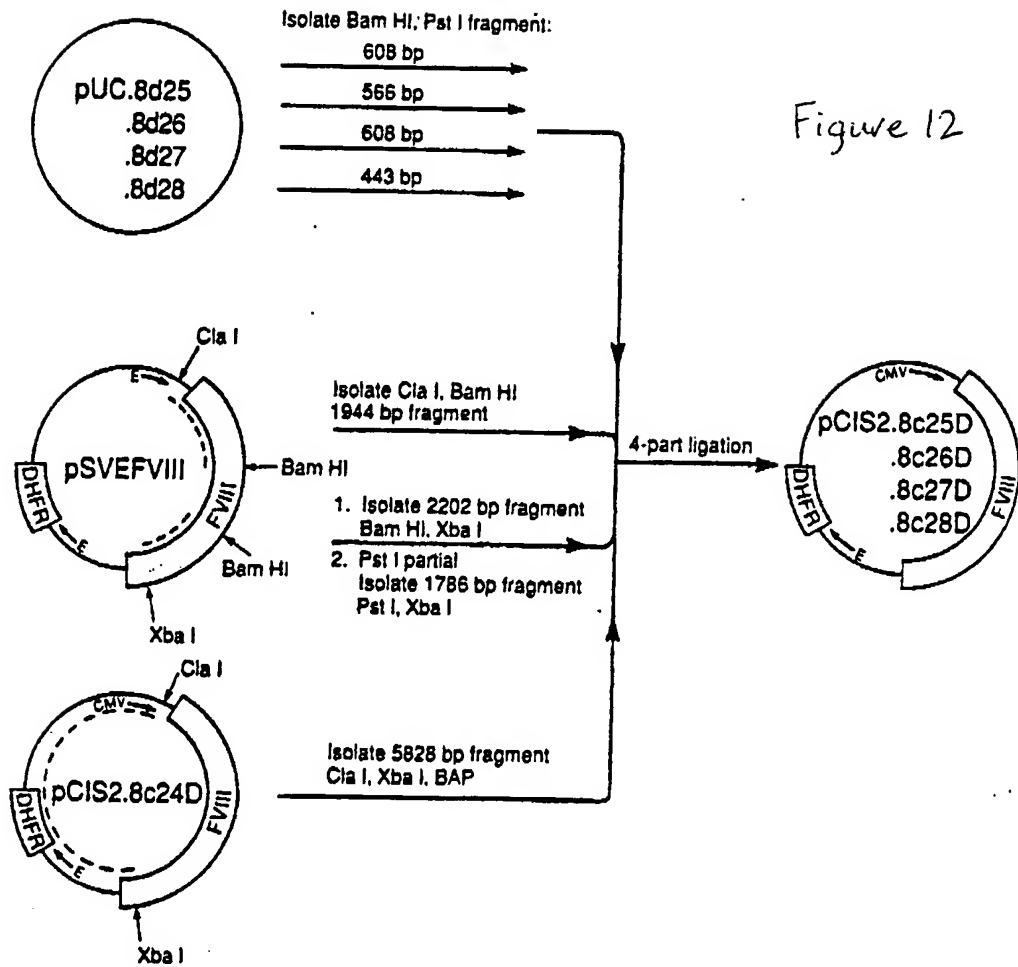 Isolate Bam HI, Pst I fragment:
608 bp
566 bp
608 bp
443 bp
pUC.8d25
.8d26
.8d27
.8d28
Figure 12
Cla I
E
pSVEFVIII
FVIII
DHFR
E
Bam HI
Bam HI
Xba I
Isolate Cla I, Bam HI
1944 bp fragment
1. Isolate 2202 bp fragment
Bam HI, Xba I
2. Pst I partial
Isolate 1786 bp fragment
Pst I, Xba I
4-part ligation
CMV
pCIS2.8c25D
.8c26D
.8c27D
.8c28D
DHFR
E
FVIII
Cla I
CMV
pCIS2.8c24D
FVIII
DHFR
E
Xba I
Isolate 5828 bp fragment
Cla I, Xba I, BAP